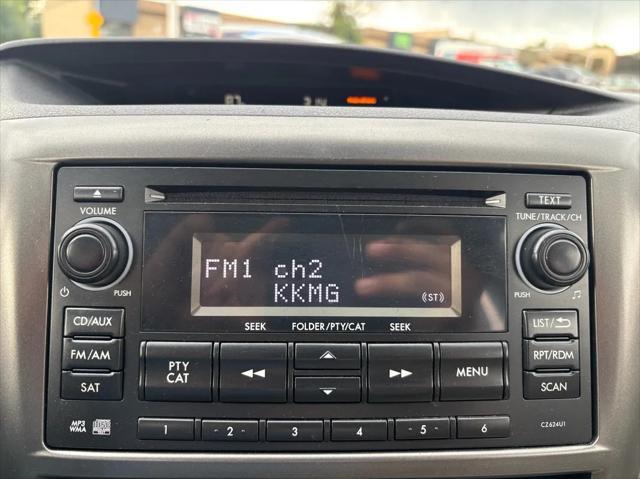 TEXT
VOLUME
TUNE/TRACK/CH
FM1 ch2
KKMG
(ST)
PUSH
PUSH
SEEK
FOLDER/PTY/CAT
SEEK
CD/AUX
FM/AM
SAT
PTY
CAT
MENU
LIST/
RPT/RDM
SCAN
MP3
WMA
1
2
3
4
5
6
CZ624U1